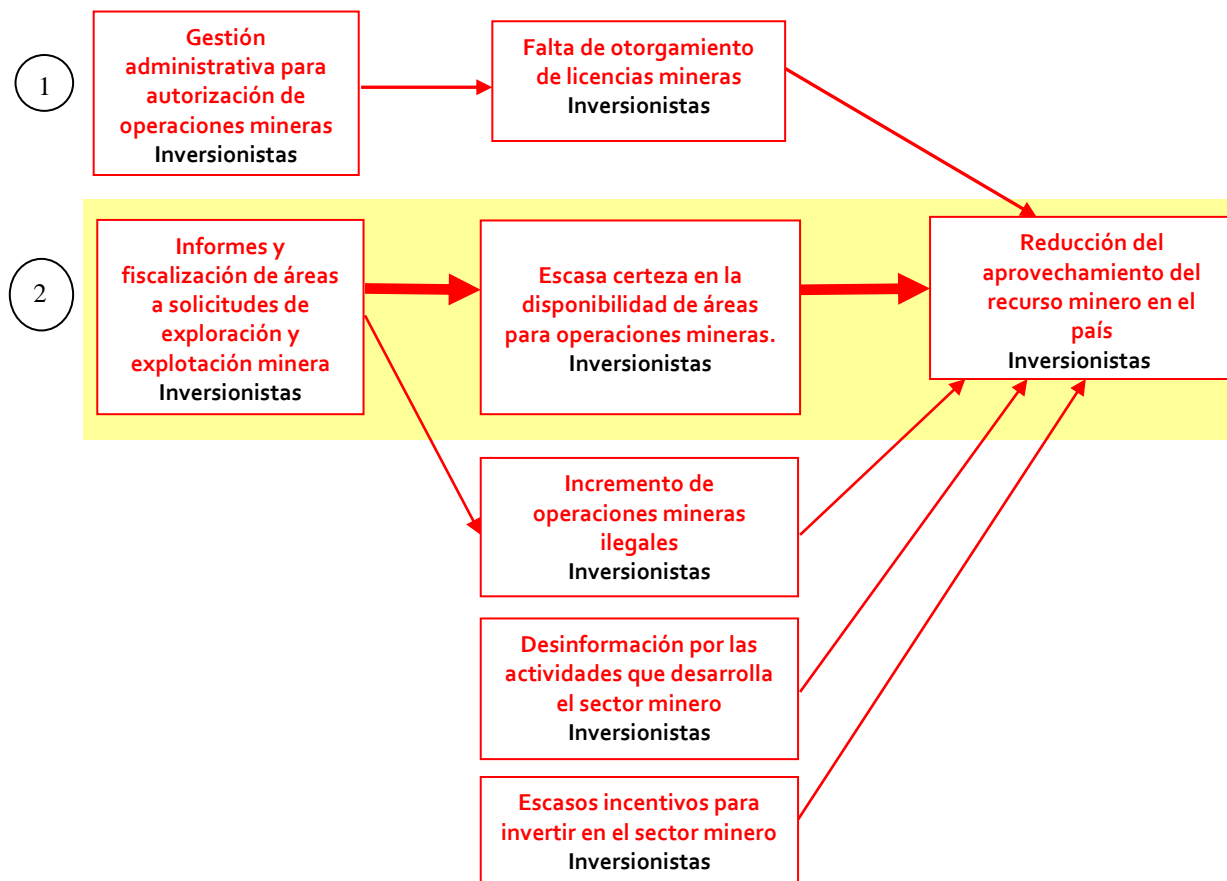 1
Gestión
administrativa para
autorización de
operaciones mineras
Inversionistas
Falta de otorgamiento
de licencias mineras
Inversionistas
2
Informes y
fiscalización de áreas
a solicitudes de
exploración y
explotación minera
Inversionistas
Escasa certeza en la
disponibilidad de áreas
para operaciones mineras.
Inversionistas
Reducción del
aprovechamiento del
recurso minero en el
país
Inversionistas
Incremento de
operaciones mineras
ilegales
Inversionistas
Desinformación por las
actividades que desarrolla
el sector minero
Inversionistas
Escasos incentivos para
invertir en el sector minero
Inversionistas